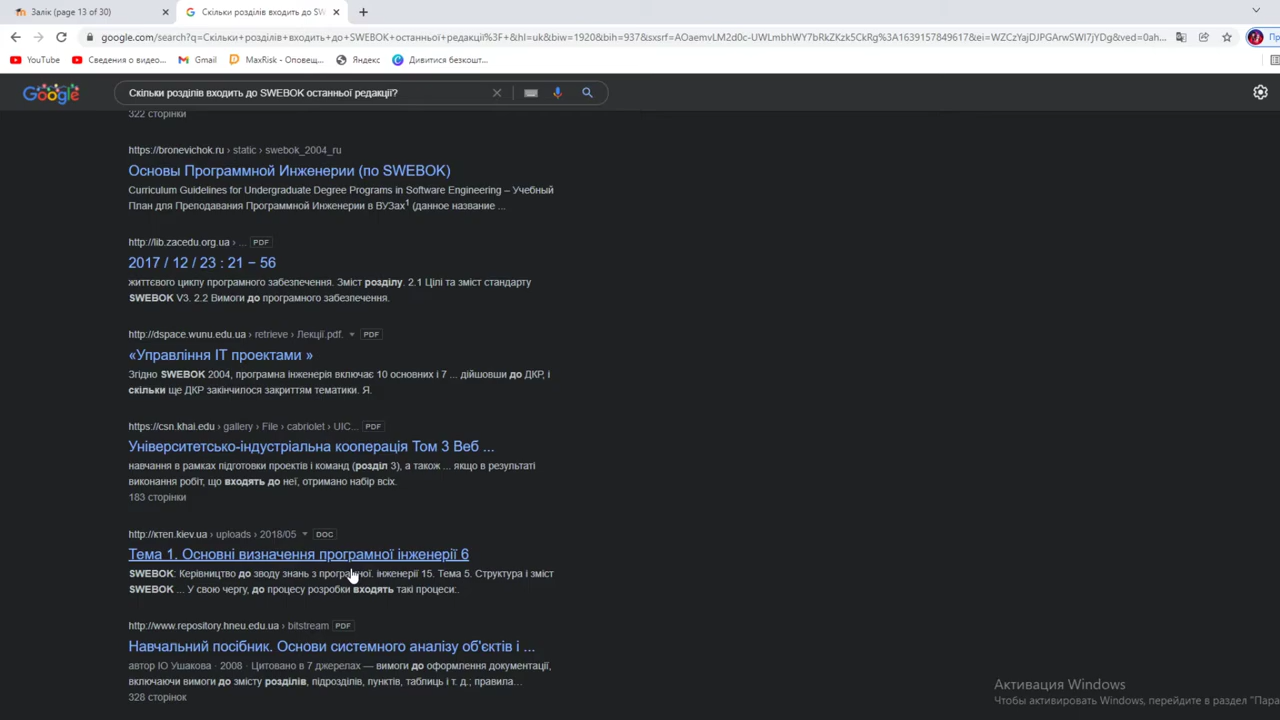 Залік (page 13 of 30)
Скільки розділів входить до SW
google.com/search?q=Скільки+розділів+входить+до+SWEBOK+останньої+редакції%3F+&hl=uk&biw=1920&bih=937&sxsrf=AOaemvLM2d0c-UWLmbhWY7bRkZKzk5CkRg%3A1639157849617&ei=WZCzYajDJPGArwSWl7jYDg&ved=0ah...
YouTube
Сведения о видео...
Gmail
MaxRisk - Оповещ...
Яндекс
Дивитися безкошт...
Google
Скільки розділів входить до SWEBOK останньої редакції?
322 сторінки
https://bronevichok.ru › static › swebok_2004_ru
Основы Программной Инженерии (по SWEBOK)
Curriculum Guidelines for Undergraduate Degree Programs in Software Engineering – Учебный
План для Преподавания Программной Инженерии в ВУЗах1 (данное название ...
http://lib.zacedu.org.ua › ... PDF
2017 / 12 / 23 : 21 – 56
життєвого циклу програмного забезпечення. Зміст розділу. 2.1 Цілі та зміст стандарту
SWEBOK V3. 2.2 Вимоги до програмного забезпечення.
http://dspace.wunu.edu.ua › retrieve › Лекції.pdf. PDF
«Управління ІТ проектами »
Згідно SWEBOK 2004, програмна інженерія включає 10 основних і 7 ... дійшовши до ДКР, і
скільки ще ДКР закінчилося закриттям тематики. Я.
https://csn.khai.edu › gallery › File › cabriolet › UIC... PDF
Університетсько-індустріальна кооперація Том 3 Веб ...
навчання в рамках підготовки проектів і команд (розділ 3), а також ... якщо в результаті
виконання робіт, що входять до неї, отримано набір всіх.
183 сторінки
http://ктеп.kiev.ua › uploads › 2018/05 DOC
Тема 1. Основні визначення програмної інженерії 6
SWEBOK: Керівництво до зводу знань з програмної. інженерії 15. Тема 5. Структура і зміст
SWEBOK ... У свою чергу, до процесу розробки входять такі процеси:.
http://www.repository.hneu.edu.ua › bitstream PDF
Навчальний посібник. Основи системного аналізу об'єктів і ...
автор ІО Ушакова · 2008 · Цитовано в 7 джерелах — вимоги до оформлення документації,
включаючи вимоги до змісту розділів, підрозділів, пунктів, таблиць і т. д.; правила...
328 сторінок
Активация Windows
Чтобы активировать Windows, перейдите в раздел "Пара